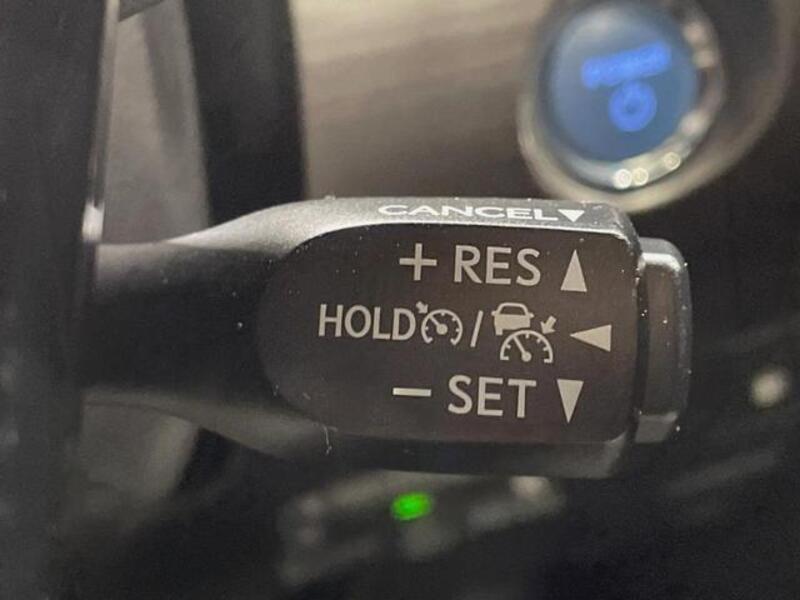 CANCEL▼
+ RES ▲
HOLD / ◀
− SET ▼